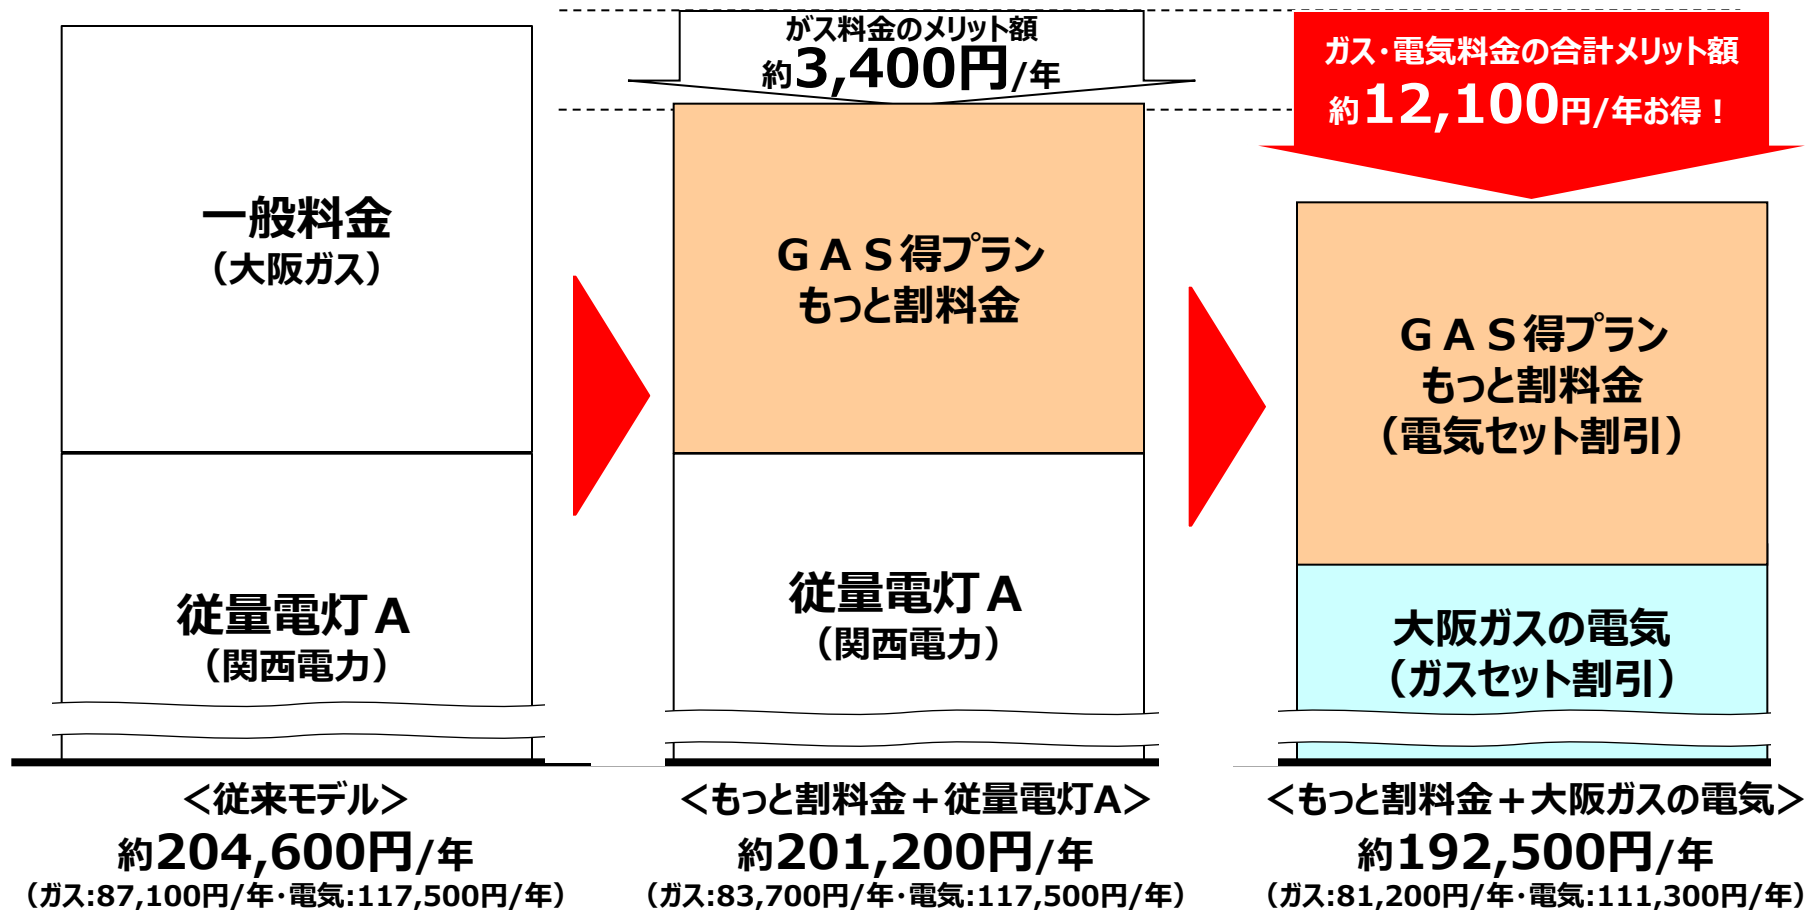 がス料金のメリット額
約3,400円/年
ガス・電気料金の合計メリット額
約12,100円/年お得！
一般料金
（大阪ガス）
従量電灯Ａ
（関西電力）
ＧＡＳ得プラン
もっと割料金
従量電灯Ａ
（関西電力）
ＧＡＳ得プラン
もっと割料金
（電気セット割引）
大阪ガスの電気
（ガスセット割引）
＜従来モデル＞
約204,600円/年
（ガス:87,100円/年・電気:117,500円/年）
＜もっと割料金＋従量電灯A＞
約201,200円/年
（ガス:83,700円/年・電気:117,500円/年）
＜もっと割料金＋大阪ガスの電気＞
約192,500円/年
（ガス:81,200円/年・電気:111,300円/年）